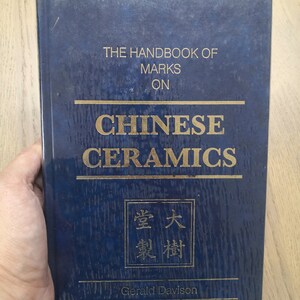 THE HANDBOOK OF
MARKS
ON
CHINESE
CERAMICS
大樹
堂製
Gerald Davison